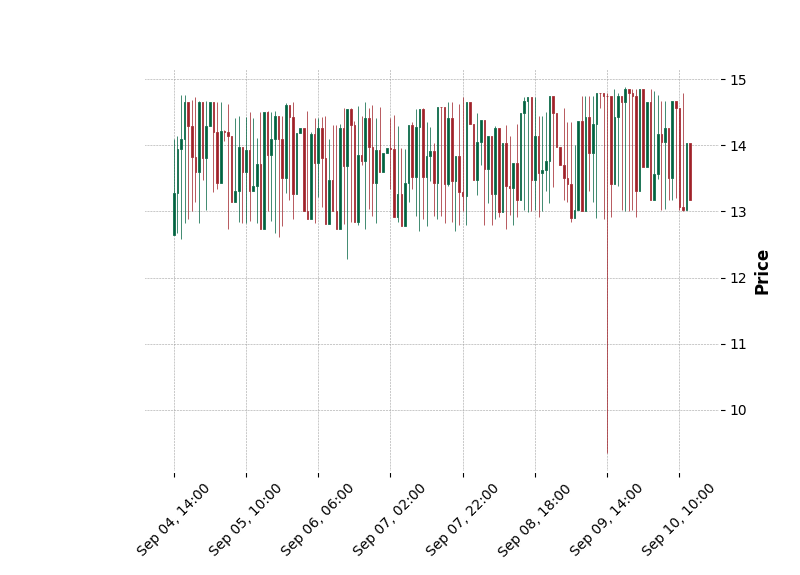 15
14
13
12
11
10
Price
Sep 04, 14:00
Sep 05, 10:00
Sep 06, 06:00
Sep 07, 02:00
Sep 07, 22:00
Sep 08, 18:00
Sep 09, 14:00
Sep 10, 10:00